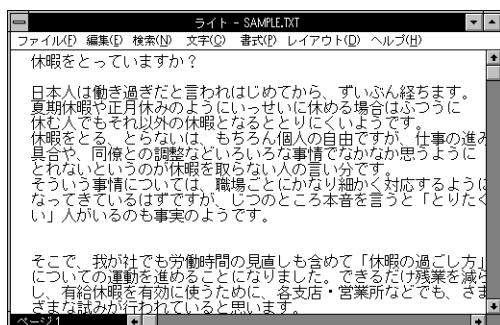 ライト - SAMPLE.TXT
ファイル(F) 編集(E) 検索(N) 文字(C) 書式(P) レイアウト(D) ヘルプ(H)
休暇をとっていますか？
日本人は働き過ぎだと言われはじめてから、ずいぶん経ちます。
夏期休暇や正月休みのようにいっせいに休める場合はふつうに
休む人でもそれ以外の休暇となるととりにくいようです。
休暇をとる、とらないは、もちろん個人の自由ですが、仕事の進み
具合や、同僚との調整などいろいろな事情でなかなか思うように
とれないというのが休暇を取らない人の言い分です。
そういう事情については、職場ごとにかなり細かく対応するように
なってきているはずですが、じつのところ本音を言うと「とりたく
い」人がいるのも事実のようです。
そこで、我が社でも労働時間の見直しも含めて「休暇の過ごし方」
についての運動を進めることになりました。できるだけ残業を減ら
し、有給休暇を有効に使うために、各支店・営業所などでも、さま
ざまな試みが行われていると思います。
ページ1